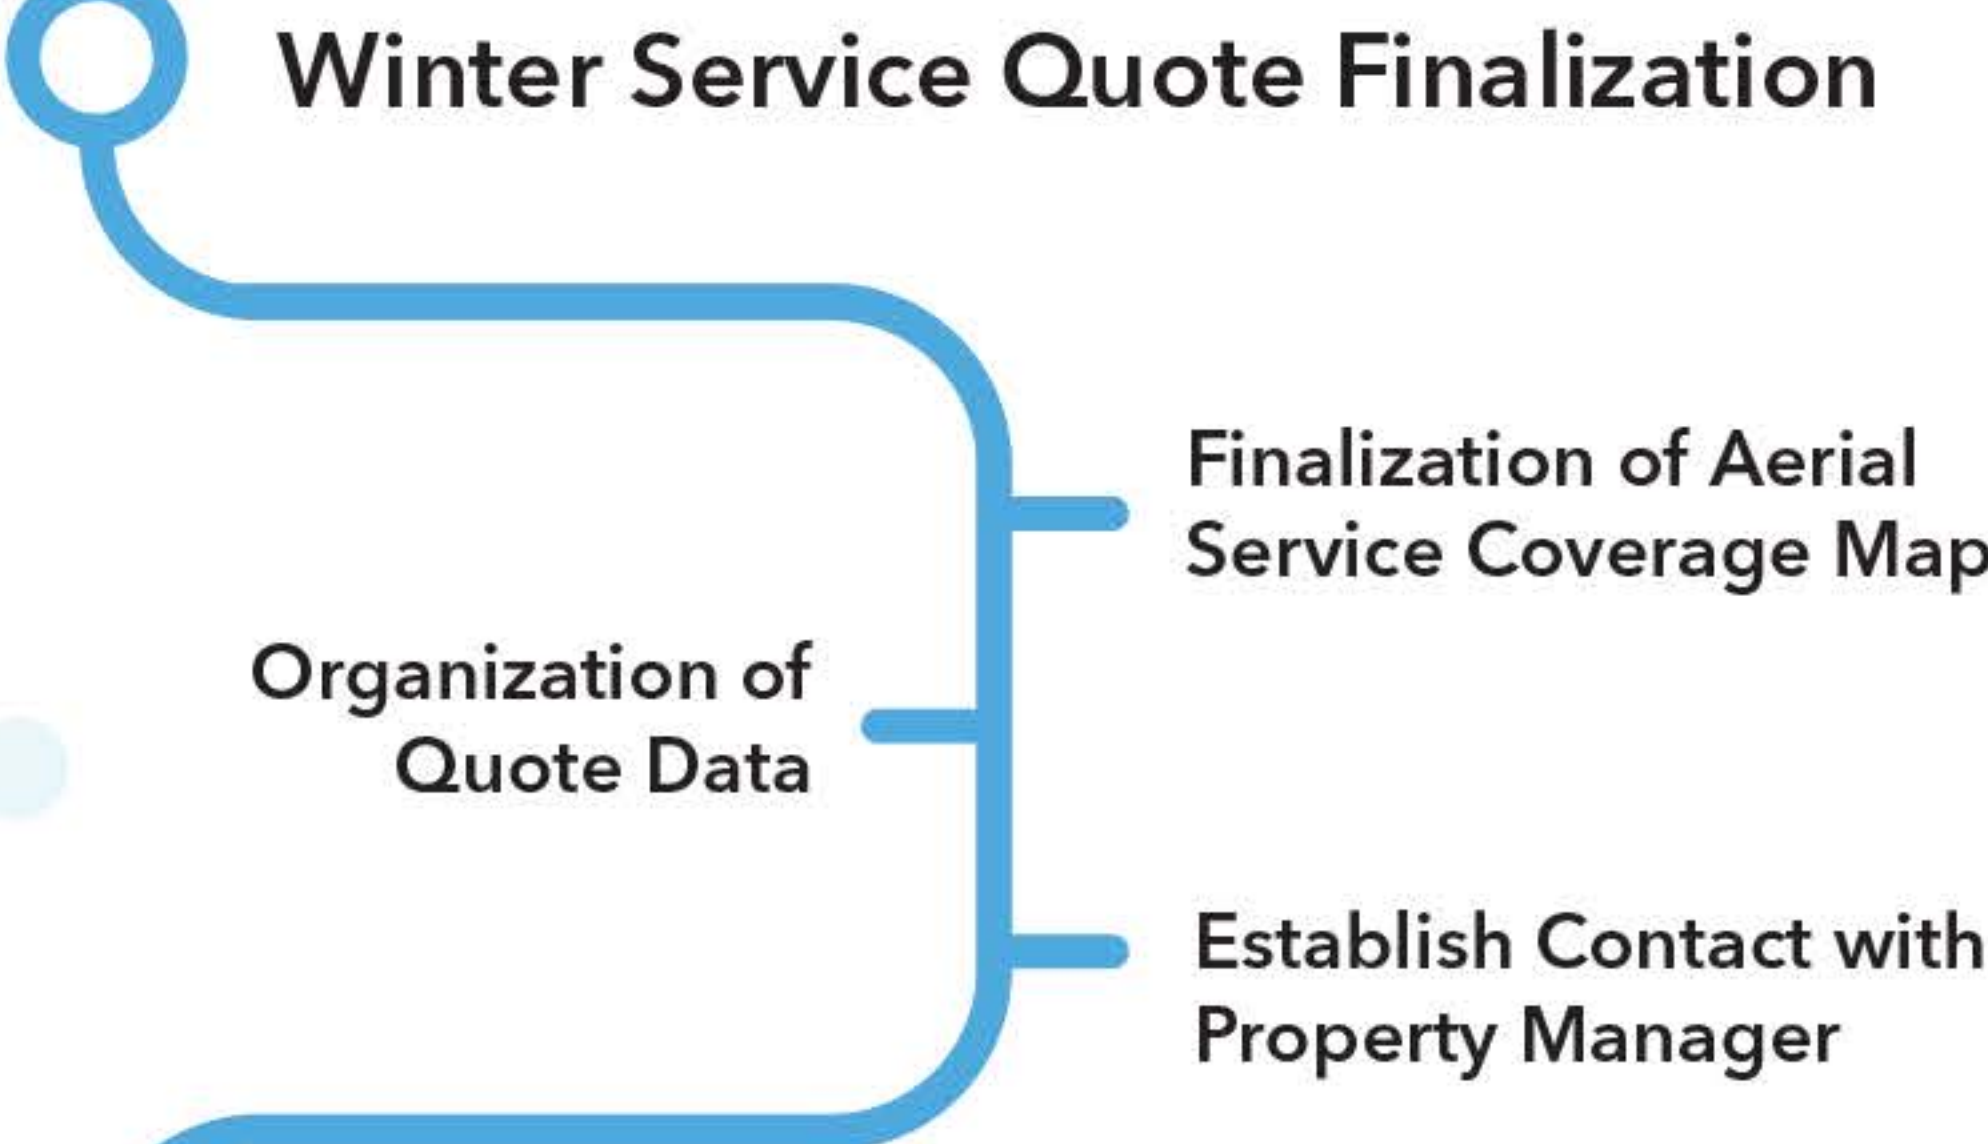 Winter Service Quote Finalization
Finalization of Aerial
Service Coverage Map
Organization of
Quote Data
Establish Contact with
Property Manager